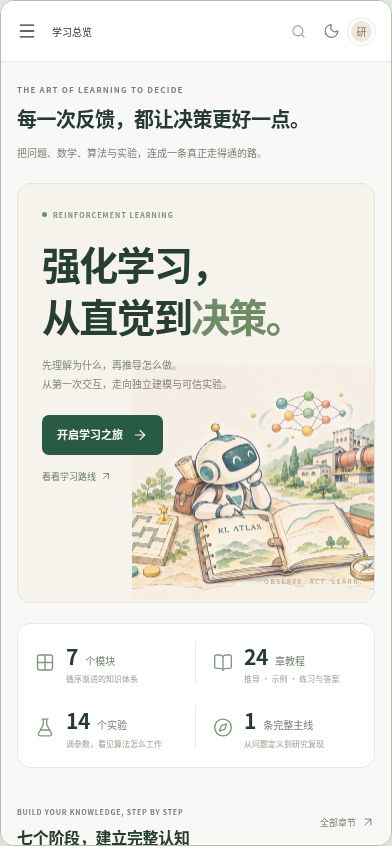 学习总览
研
THE ART OF LEARNING TO DECIDE
每一次反馈，都让决策更好一点。
把问题、数学、算法与实验，连成一条真正走得通的路。
REINFORCEMENT LEARNING
强化学习，
从直觉到决策。
先理解为什么，再推导怎么做。
从第一次交互，走向独立建模与可信实验。
开启学习之旅
看看学习路线
RL ATLAS
OBSERVE. ACT. LEARN.
7 个模块
循序渐进的知识体系
24 章教程
推导 · 示例 · 练习与答案
14 个实验
调参数，看见算法怎么工作
1 条完整主线
从问题定义到研究复现
BUILD YOUR KNOWLEDGE, STEP BY STEP
全部章节
七个阶段，建立完整认知